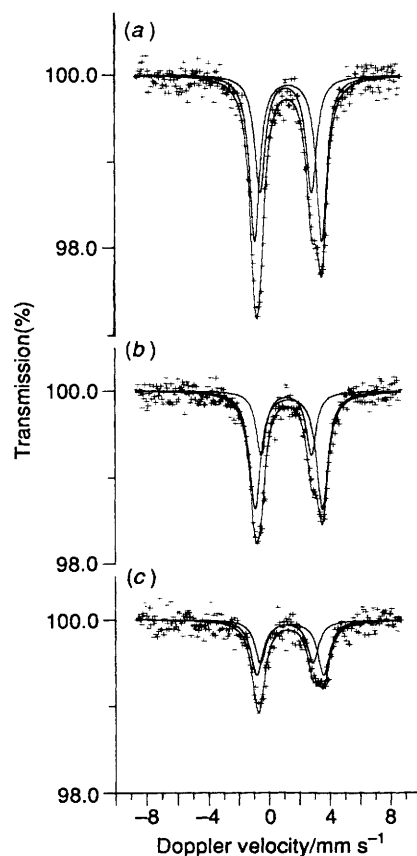 (a)
100.0
98.0
(b)
100.0
98.0
(c)
100.0
98.0
Transmission(%)
−8 −4 0 4 8
Doppler velocity/mm s⁻¹